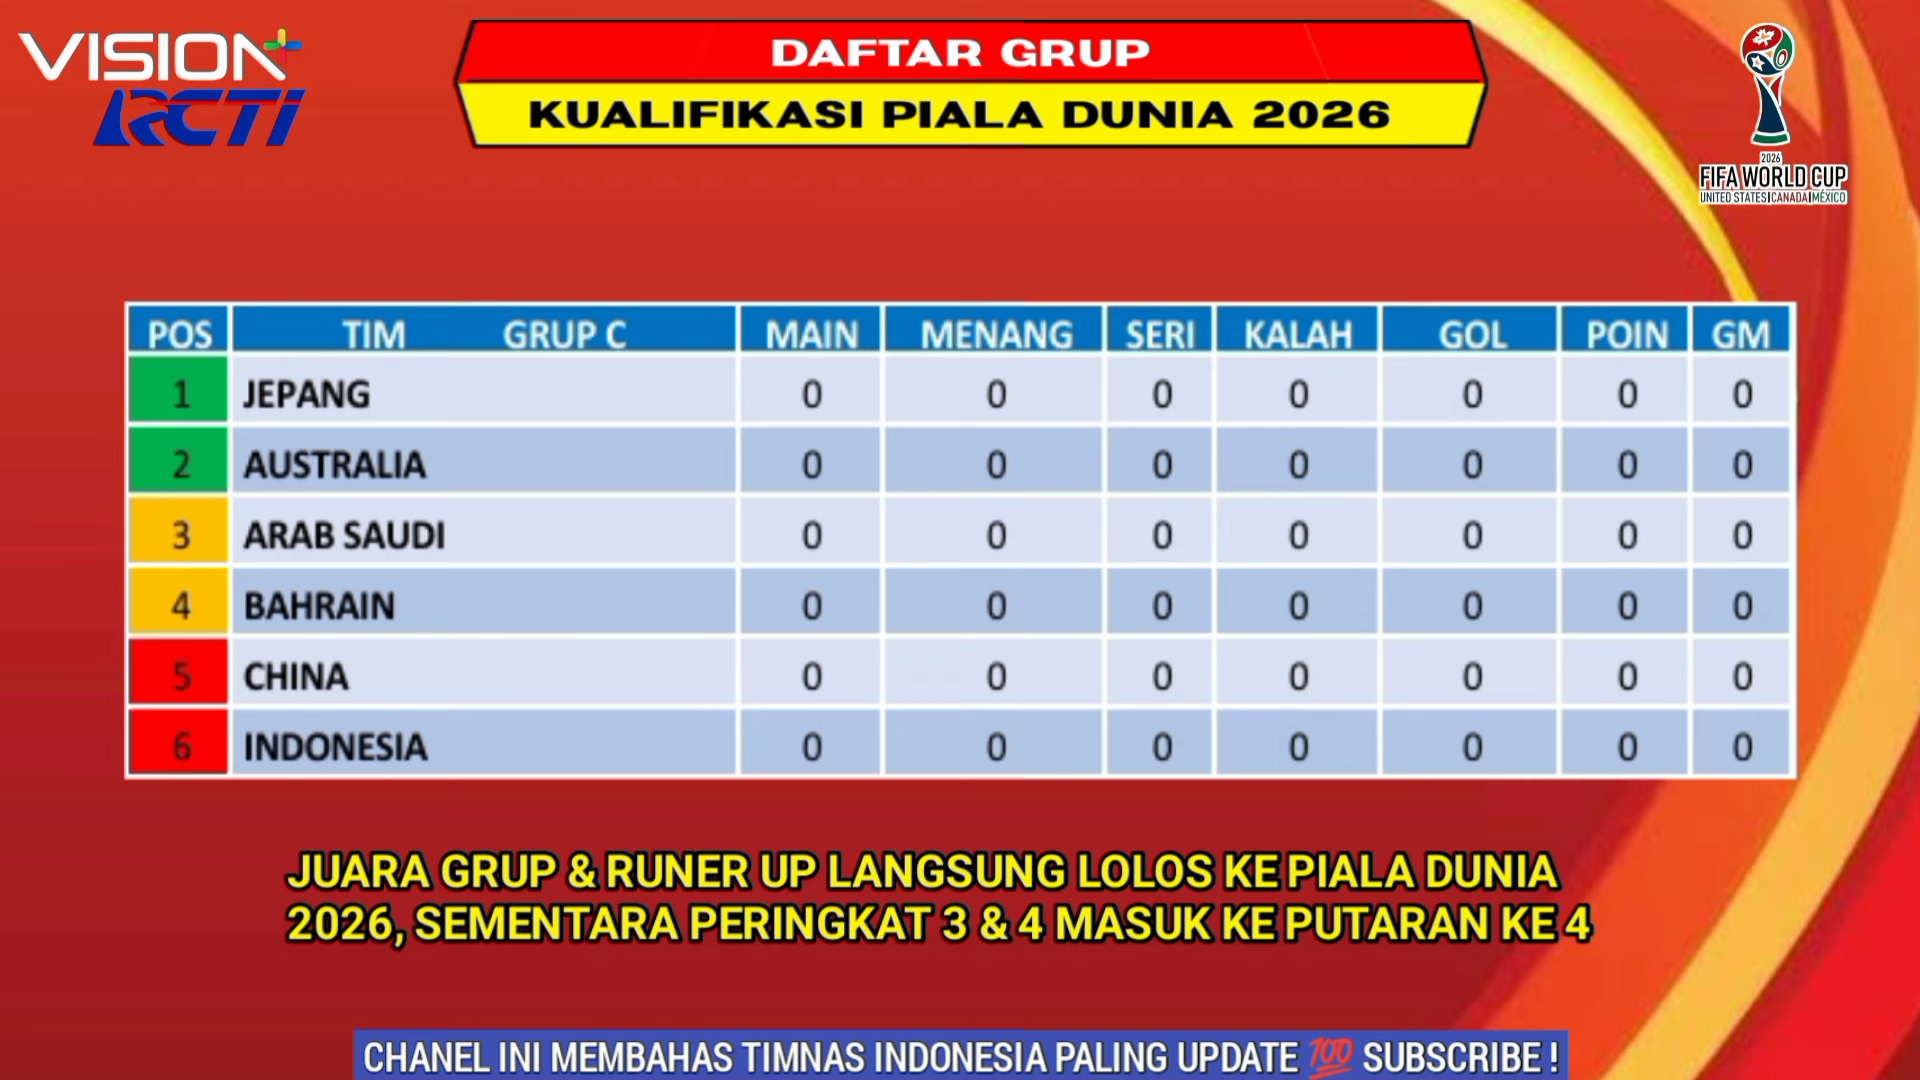 VISION+
RCTI
DAFTAR GRUP
KUALIFIKASI PIALA DUNIA 2026
2026
FIFA WORLD CUP
UNITED STATES|CANADA|MÉXICO
POS TIM GRUP C MAIN MENANG SERI KALAH GOL POIN GM
1 JEPANG 0 0 0 0 0 0 0
2 AUSTRALIA 0 0 0 0 0 0 0
3 ARAB SAUDI 0 0 0 0 0 0 0
4 BAHRAIN 0 0 0 0 0 0 0
5 CHINA 0 0 0 0 0 0 0
6 INDONESIA 0 0 0 0 0 0 0
JUARA GRUP & RUNER UP LANGSUNG LOLOS KE PIALA DUNIA
2026, SEMENTARA PERINGKAT 3 & 4 MASUK KE PUTARAN KE 4
CHANEL INI MEMBAHAS TIMNAS INDONESIA PALING UPDATE 💯 SUBSCRIBE !